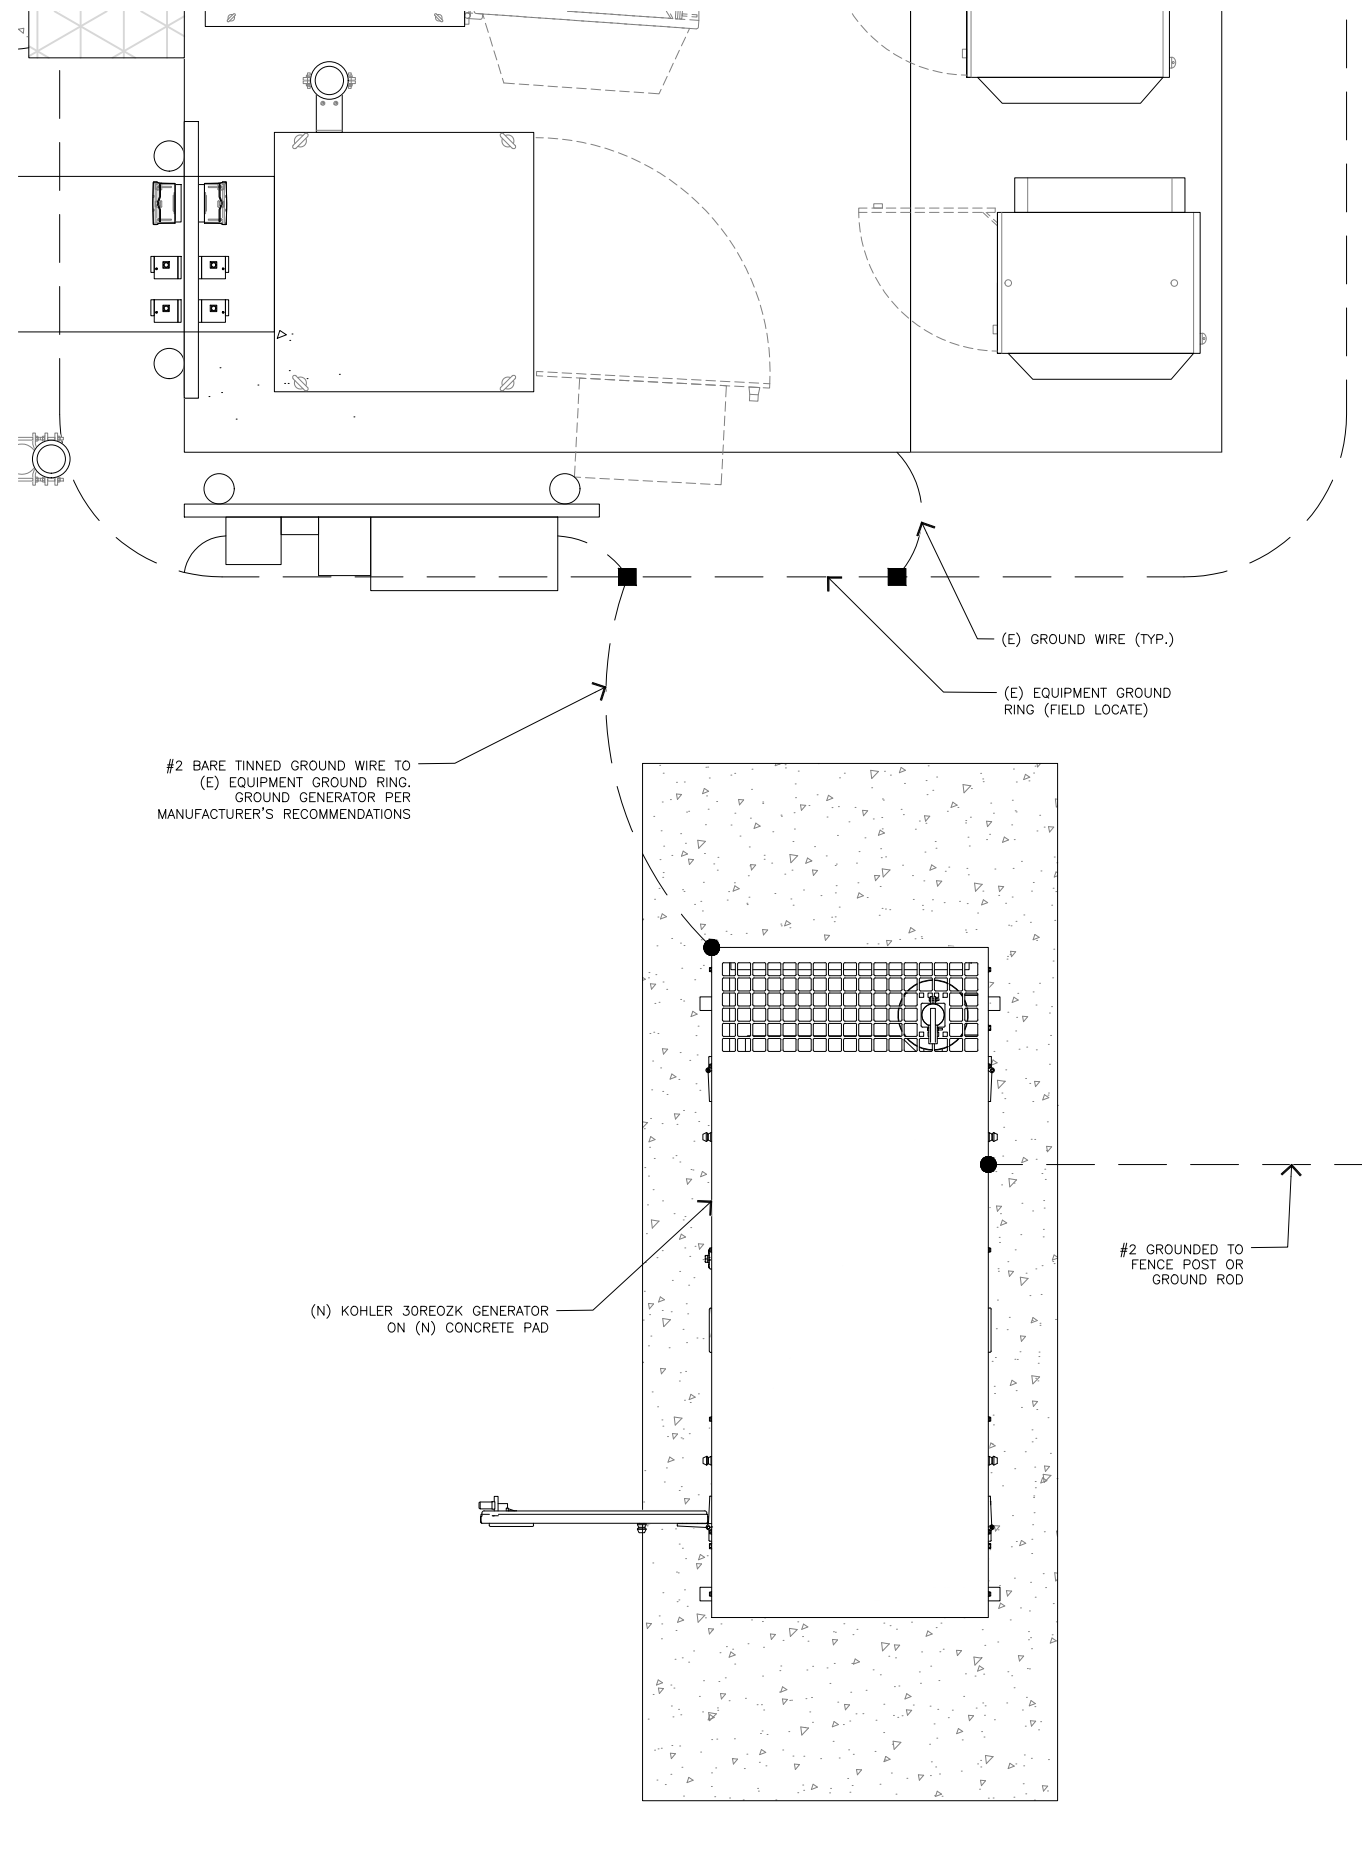 (E) GROUND WIRE (TYP.)
(E) EQUIPMENT GROUND
RING (FIELD LOCATE)
#2 BARE TINNED GROUND WIRE TO
(E) EQUIPMENT GROUND RING.
GROUND GENERATOR PER
MANUFACTURER'S RECOMMENDATIONS
#2 GROUNDED TO
FENCE POST OR
GROUND ROD
(N) KOHLER 30REOZK GENERATOR
ON (N) CONCRETE PAD